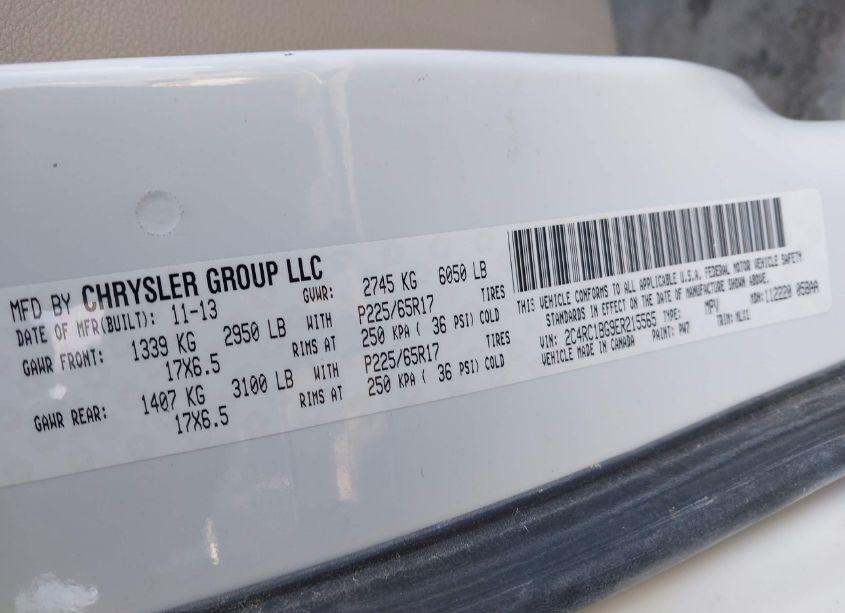 MFD BY CHRYSLER GROUP LLC
DATE OF MFR(BUILT): 11-13 GVWR: 2745 KG 6050 LB
GAWR FRONT: 1339 KG 2950 LB WITH P225/65R17 TIRES
17X6.5 RIMS AT 250 KPA ( 36 PSI) COLD
GAWR REAR: 1407 KG 3100 LB WITH P225/65R17 TIRES
17X6.5 RIMS AT 250 KPA ( 36 PSI) COLD
THIS VEHICLE CONFORMS TO ALL APPLICABLE U.S.A. FEDERAL MOTOR VEHICLE SAFETY
STANDARDS IN EFFECT ON THE DATE OF MANUFACTURE SHOWN ABOVE.
VIN: 2C4RC1BG9ER215565 TYPE: MPV MDH: 112220 058AA
VEHICLE MADE IN CANADA PAINT: PW7 TRIM: